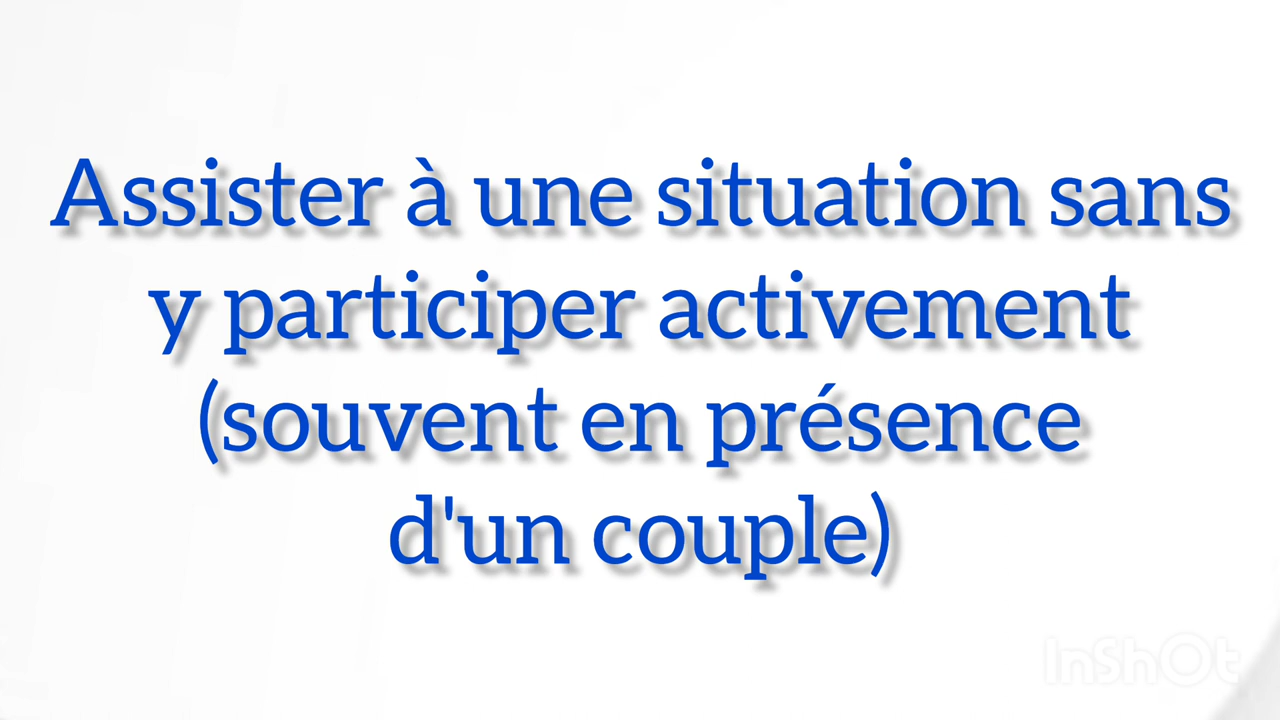 Assister à une situation sans
y participer activement
(souvent en présence
d'un couple)
InShOt